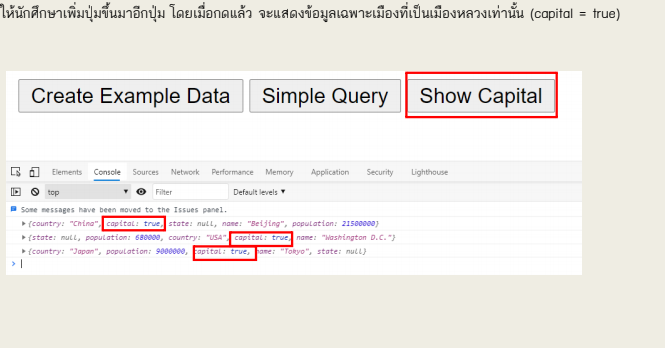 ให้นักศึกษาเพิ่มปุ่มขึ้นมาอีกปุ่ม โดยเมื่อกดแล้ว จะแสดงข้อมูลเฉพาะเมืองที่เป็นเมืองหลวงเท่านั้น (capital = true)
Create Example Data Simple Query Show Capital
Elements Console Sources Network Performance Memory Application Security Lighthouse
top Filter Default levels ▼
Some messages have been moved to the Issues panel.
▶ {country: "China", capital: true, state: null, name: "Beijing", population: 21500000}
▶ {state: null, population: 680000, country: "USA", capital: true, name: "Washington D.C."}
▶ {country: "Japan", population: 9000000, capital: true, name: "Tokyo", state: null}
>